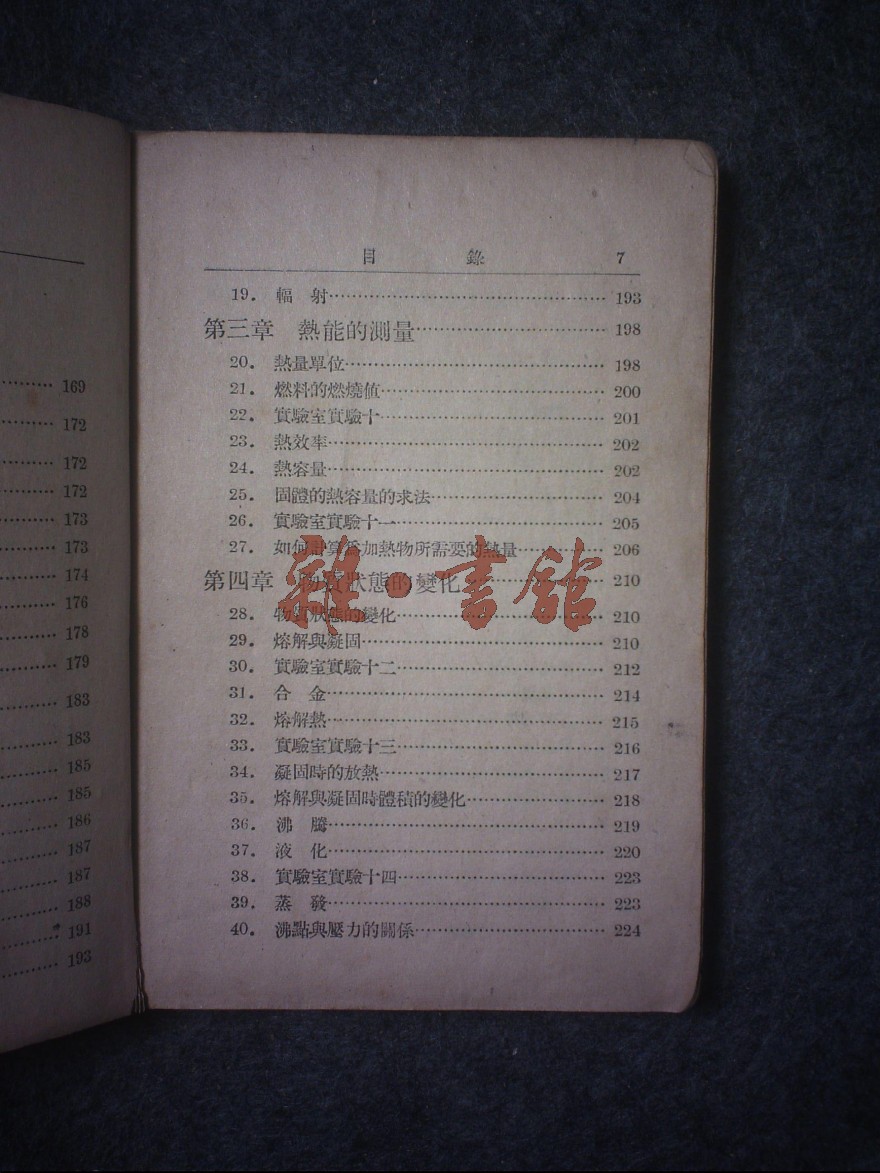 169
172
172
172
173
173
174
176
178
179
183
183
185
185
186
187
187
188
191
193
目錄 7
19. 輻射 193
第三章 熱能的測量 198
20. 熱量單位 198
21. 燃料的燃燒值 200
22. 實驗室實驗十 201
23. 熱效率 202
24. 熱容量 202
25. 固體的熱容量的求法 204
26. 實驗室實驗十一 205
27. 如何計算爲加熱物所需要的熱量 206
第四章 物質狀態的變化 210
28. 物質狀態的變化 210
29. 熔解與凝固 210
30. 實驗室實驗十二 212
31. 合金 214
32. 熔解熱 215
33. 實驗室實驗十三 216
34. 凝固時的放熱 217
35. 熔解與凝固時體積的變化 218
36. 沸騰 219
37. 液化 220
38. 實驗室實驗十四 223
39. 蒸發 223
40. 沸點與壓力的關係 224
雜·書館